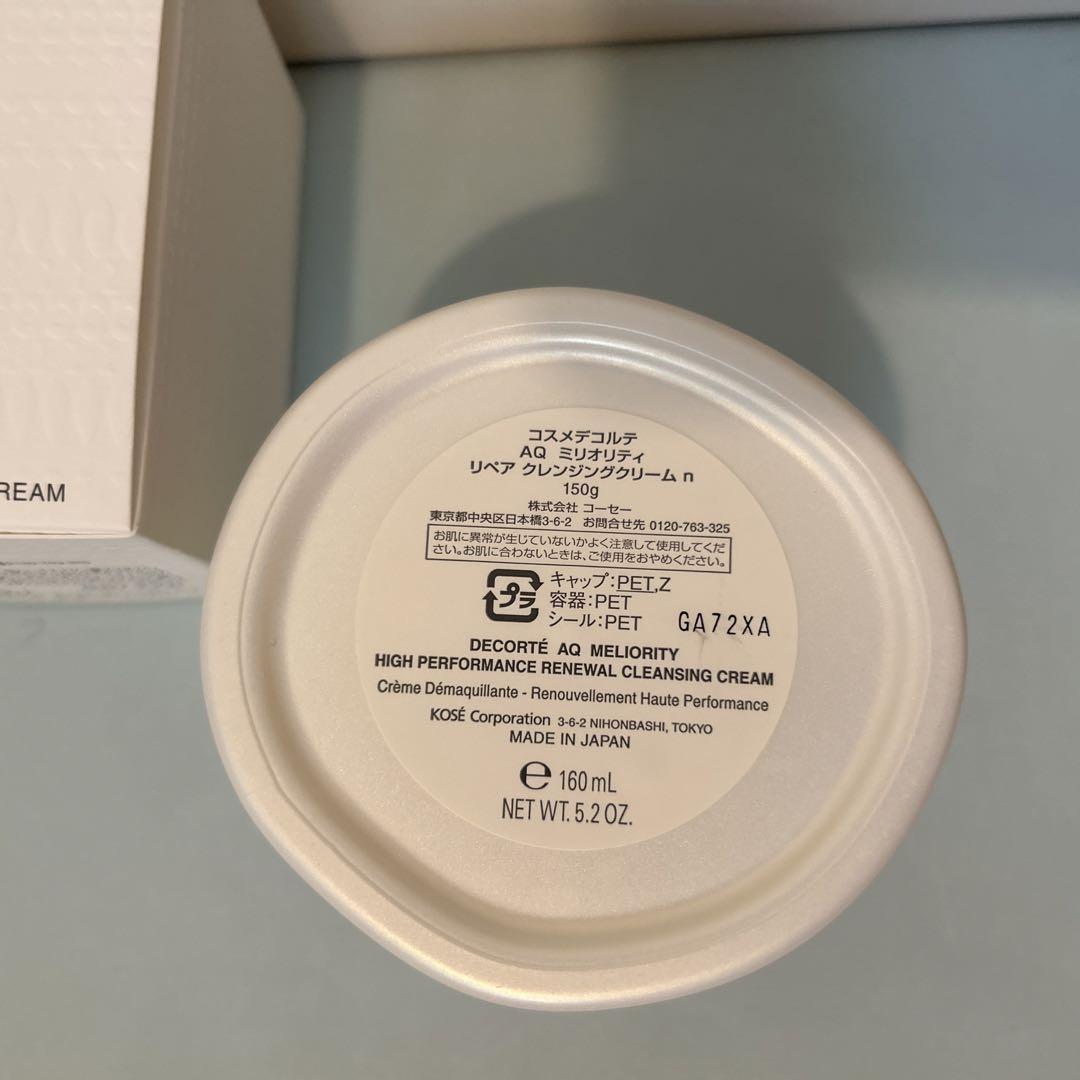 REAM
コスメデコルテ
AQ ミリオリティ
リペア クレンジングクリーム n
150g
株式会社 コーセー
東京都中央区日本橋3-6-2 お問合せ先 0120-763-325
お肌に異常が生じていないかよく注意して使用してくだ
さい。お肌に合わないときは、ご使用をおやめください。
プラ
キャップ:PET,Z
容器:PET
シール:PET
GA72XA
DECORTÉ AQ MELIORITY
HIGH PERFORMANCE RENEWAL CLEANSING CREAM
Crème Démaquillante - Renouvellement Haute Performance
KOSÉ Corporation 3-6-2 NIHONBASHI, TOKYO
MADE IN JAPAN
℮ 160 mL
NET WT. 5.2 OZ.